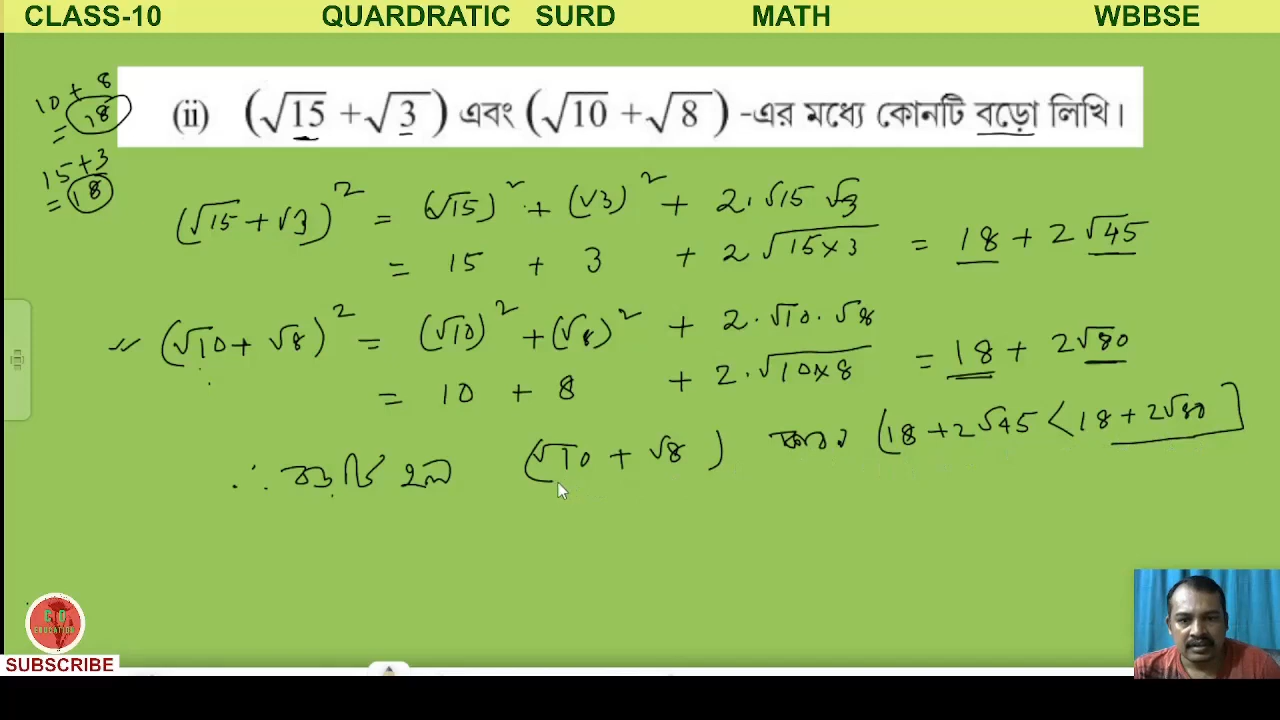 CLASS-10 QUARDRATIC SURD MATH WBBSE
10 + 8
= 18
15+3
= 18
(ii) (√15 + √3) এবং (√10 + √8) -এর মধ্যে কোনটি বড়ো লিখি।
(√15 + √3)² = (√15)² + (√3)² + 2.√15 √3
= 15 + 3 + 2√15×3 = 18 + 2√45
(√10 + √8)² = (√10)² + (√8)² + 2·√10·√8
= 10 + 8 + 2·√10×8 = 18 + 2√80
∴ বড়টি হল (√10 + √8) কারন (18 + 2√45 < 18 + 2√80]
CO
EDUCATION
SUBSCRIBE